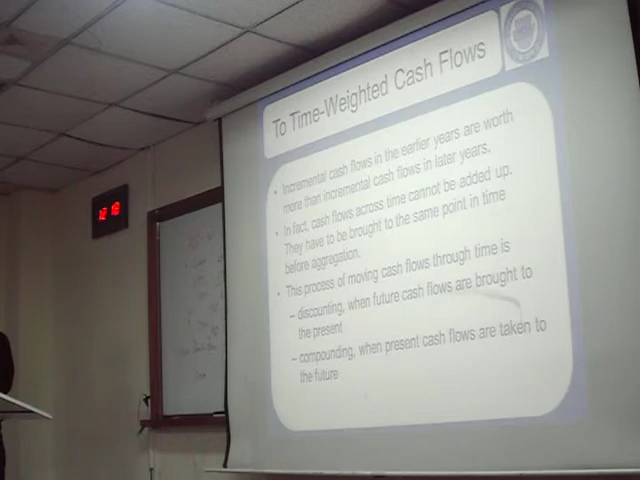 To Time-Weighted Cash Flows
• Incremental cash flows in the earlier years are worth
more than incremental cash flows in later years.
• In fact, cash flows across time cannot be added up.
They have to be brought to the same point in time
before aggregation.
• This process of moving cash flows through time is
– discounting, when future cash flows are brought to
the present
– compounding, when present cash flows are taken to
the future